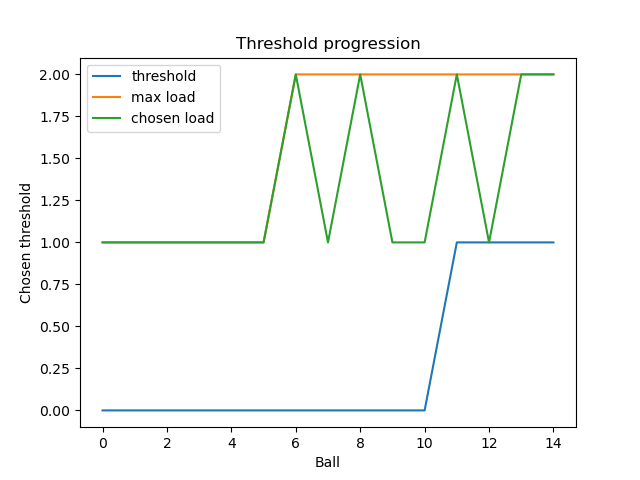 Threshold progression
threshold
max load
chosen load
Chosen threshold
2.00
1.75
1.50
1.25
1.00
0.75
0.50
0.25
0.00
0 2 4 6 8 10 12 14
Ball